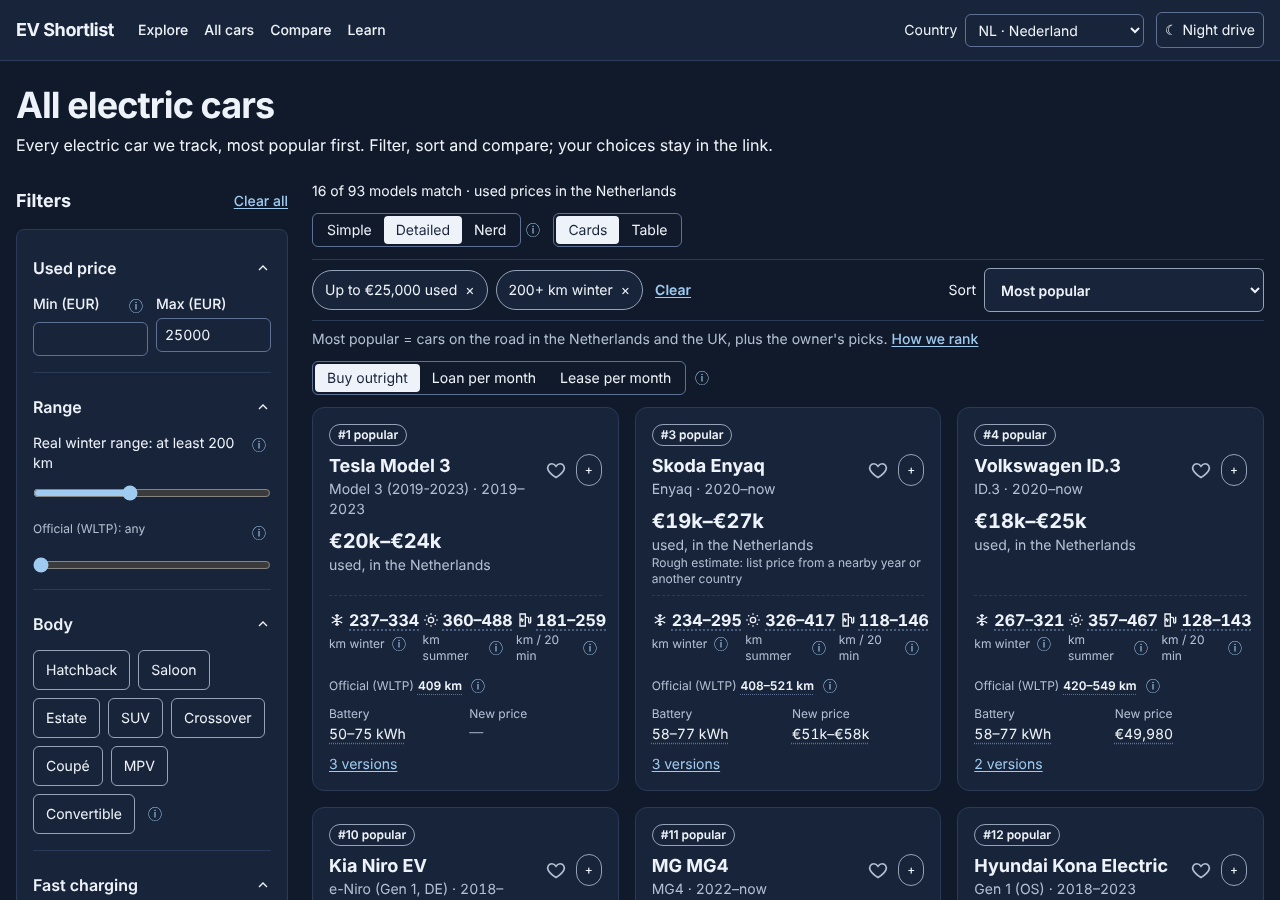 EV Shortlist Explore All cars Compare Learn Country NL · Nederland ☾ Night drive
All electric cars
Every electric car we track, most popular first. Filter, sort and compare; your choices stay in the link.
Filters Clear all
Used price
Min (EUR) ⓘ Max (EUR)
25000
Range
Real winter range: at least 200 ⓘ
km
Official (WLTP): any ⓘ
Body
Hatchback Saloon
Estate SUV Crossover
Coupé MPV
Convertible ⓘ
Fast charging
16 of 93 models match · used prices in the Netherlands
Simple Detailed Nerd ⓘ Cards Table
Up to €25,000 used × 200+ km winter × Clear Sort Most popular
Most popular = cars on the road in the Netherlands and the UK, plus the owner's picks. How we rank
Buy outright Loan per month Lease per month ⓘ
#1 popular
Tesla Model 3 +
Model 3 (2019-2023) · 2019–
2023
€20k–€24k
used, in the Netherlands
237–334 360–488 181–259
km winter ⓘ km summer ⓘ km / 20 min ⓘ
Official (WLTP) 409 km ⓘ
Battery New price
50–75 kWh —
3 versions
#3 popular
Skoda Enyaq +
Enyaq · 2020–now
€19k–€27k
used, in the Netherlands
Rough estimate: list price from a nearby year or
another country
234–295 326–417 118–146
km winter ⓘ km summer ⓘ km / 20 min ⓘ
Official (WLTP) 408–521 km ⓘ
Battery New price
58–77 kWh €51k–€58k
3 versions
#4 popular
Volkswagen ID.3 +
ID.3 · 2020–now
€18k–€25k
used, in the Netherlands
267–321 357–467 128–143
km winter ⓘ km summer ⓘ km / 20 min ⓘ
Official (WLTP) 420–549 km ⓘ
Battery New price
58–77 kWh €49,980
2 versions
#10 popular
Kia Niro EV +
e-Niro (Gen 1, DE) · 2018–
#11 popular
MG MG4 +
MG4 · 2022–now
#12 popular
Hyundai Kona Electric +
Gen 1 (OS) · 2018–2023